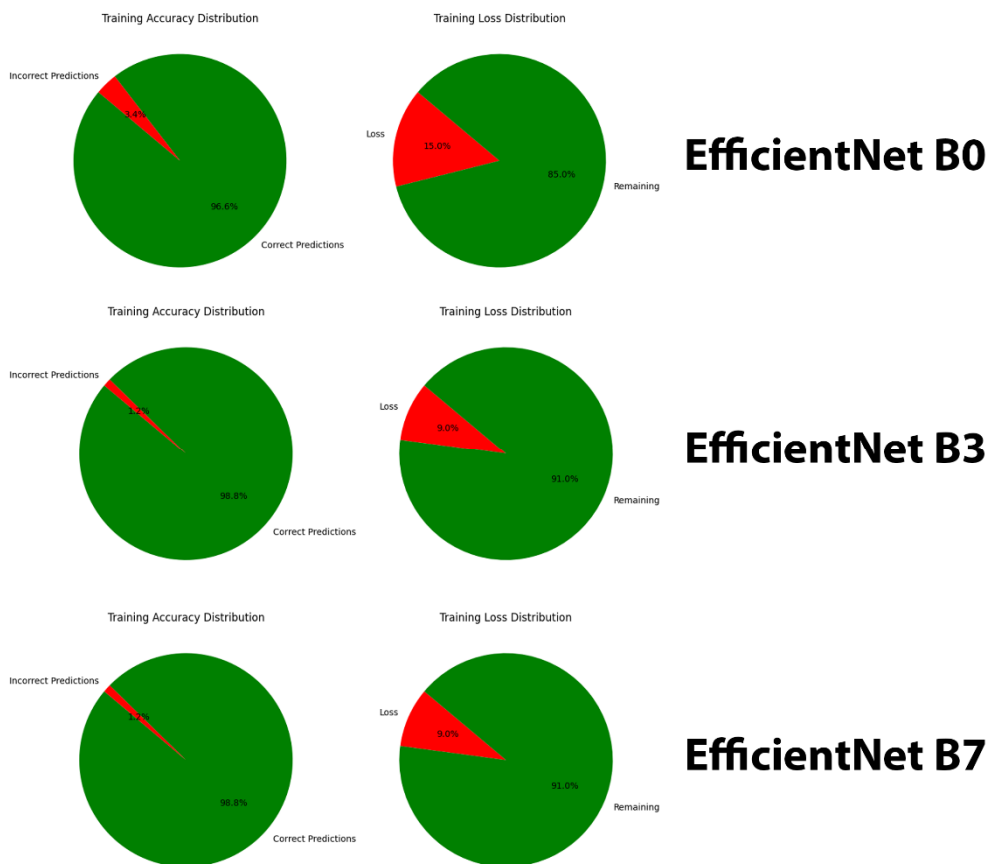 Training Accuracy Distribution
Training Loss Distribution
Incorrect Predictions
3.4%
96.6%
Correct Predictions
Loss
15.0%
85.0%
Remaining
EfficientNet B0
Training Accuracy Distribution
Training Loss Distribution
Incorrect Predictions
1.2%
98.8%
Correct Predictions
Loss
9.0%
91.0%
Remaining
EfficientNet B3
Training Accuracy Distribution
Training Loss Distribution
Incorrect Predictions
1.2%
98.8%
Correct Predictions
Loss
9.0%
91.0%
Remaining
EfficientNet B7